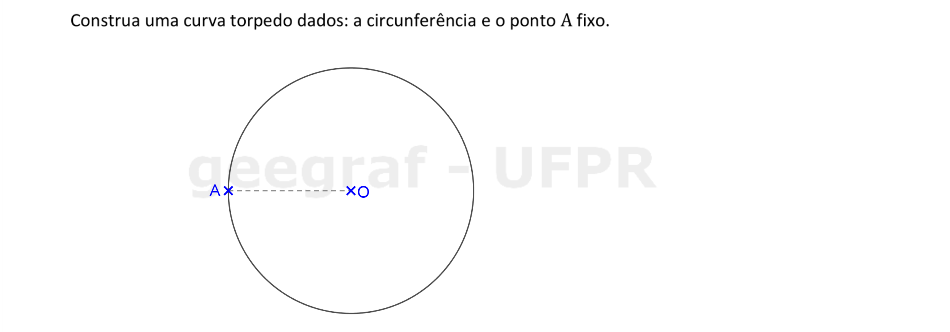 Construa uma curva torpedo dados: a circunferência e o ponto A fixo.
geegraf - UFPR
A O